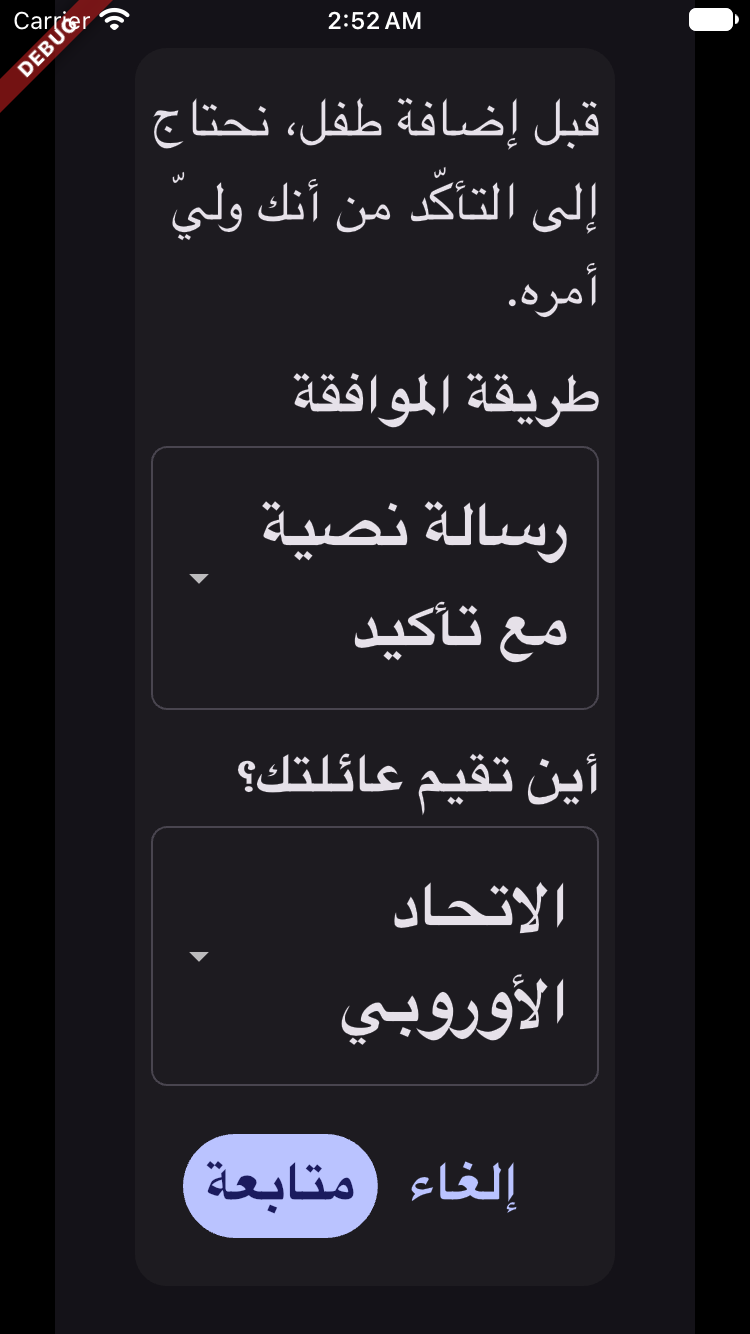 Carrier
2:52 AM
DEBUG
قبل إضافة طفل، نحتاج
إلى التأكّد من أنك وليّ
أمره.
طريقة الموافقة
رسالة نصية
مع تأكيد
أين تقيم عائلتك؟
الاتحاد
الأوروبي
إلغاء
متابعة